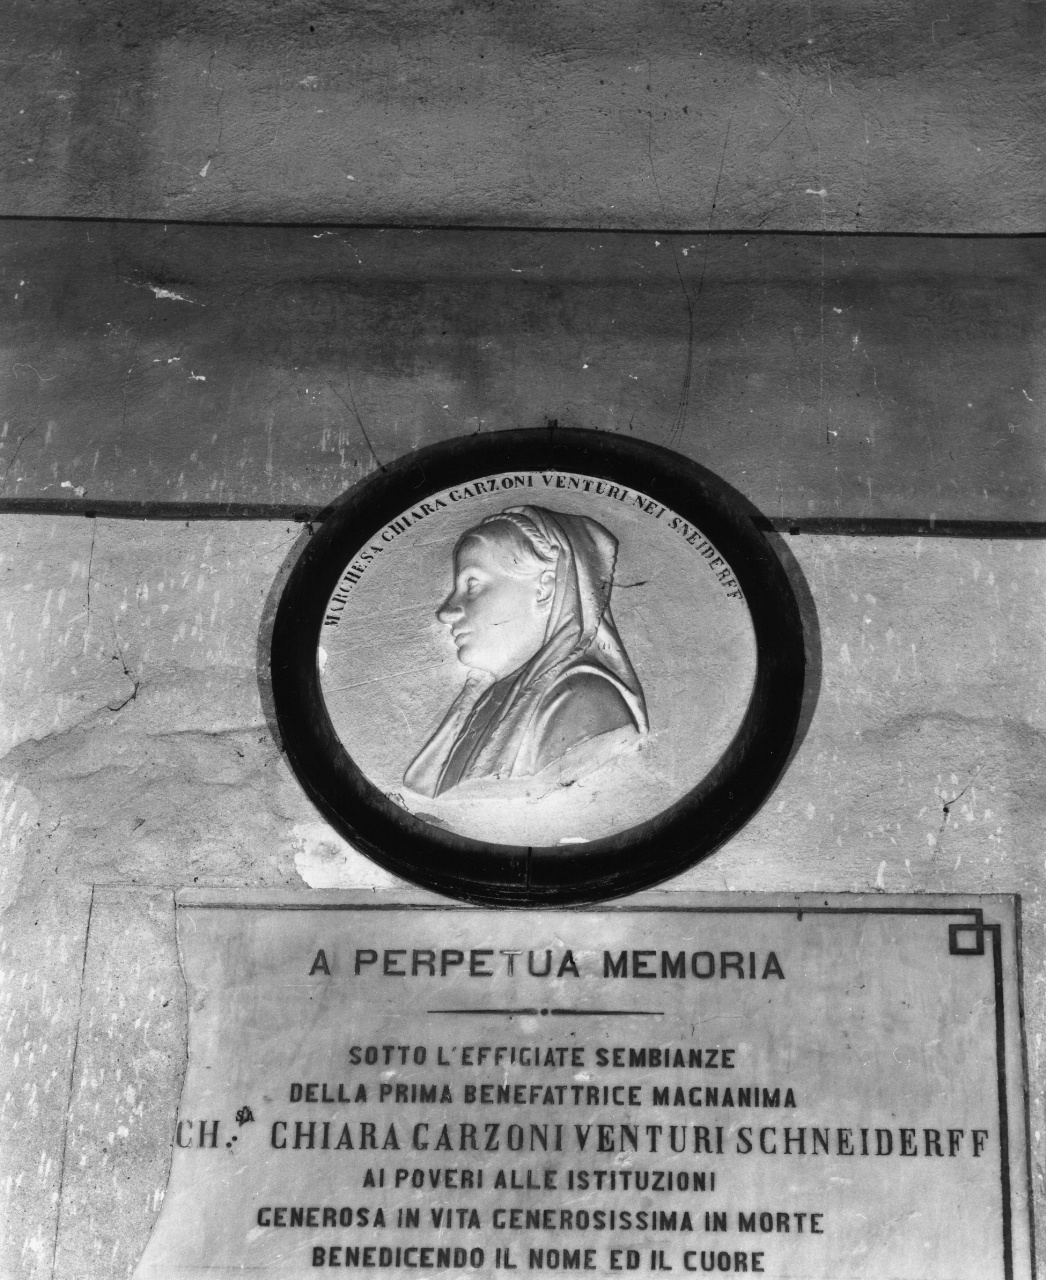 MARCHESA CHIARA GARZONI VENTURI NEI SNEIDERFF
A PERPETUA MEMORIA
SOTTO L'EFFIGIATE SEMBIANZE
DELLA PRIMA BENEFATTRICE MAGNANIMA
CH.SA CHIARA GARZONI VENTURI SCHNEIDERFF
AI POVERI ALLE ISTITUZIONI
GENEROSA IN VITA GENEROSISSIMA IN MORTE
BENEDICENDO IL NOME ED IL CUORE